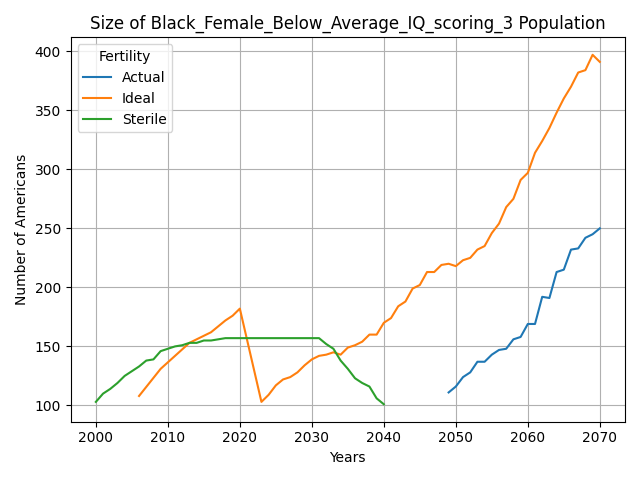 Size of Black_Female_Below_Average_IQ_scoring_3 Population
Fertility
Actual
Ideal
Sterile
Number of Americans
400
350
300
250
200
150
100
2000 2010 2020 2030 2040 2050 2060 2070
Years